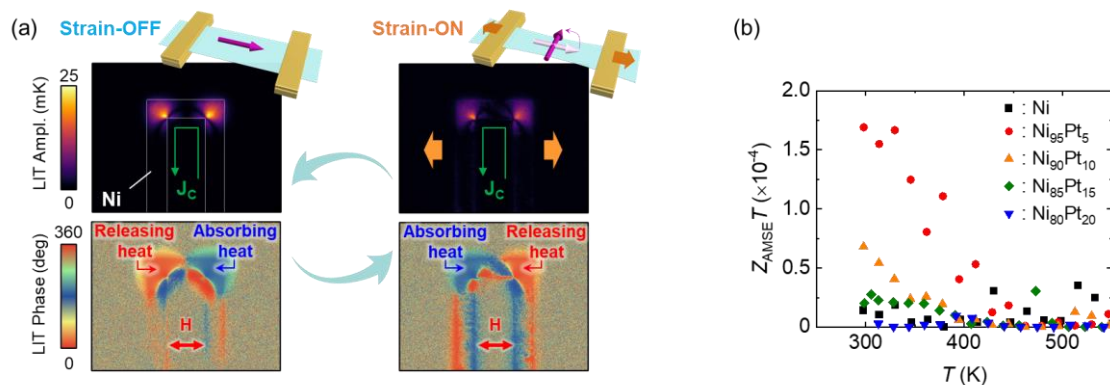 (a)
Strain-OFF
Strain-ON
LIT Ampl. (mK)
25
0
Ni
J_C
J_C
LIT Phase (deg)
360
0
Releasing
heat
Absorbing
heat
H
Absorbing
heat
Releasing
heat
H
(b)
Z_AMSE T (×10⁻⁴)
2.0
1.5
1.0
0.5
0
300
400
500
T (K)
: Ni
: Ni₉₅Pt₅
: Ni₉₀Pt₁₀
: Ni₈₅Pt₁₅
: Ni₈₀Pt₂₀